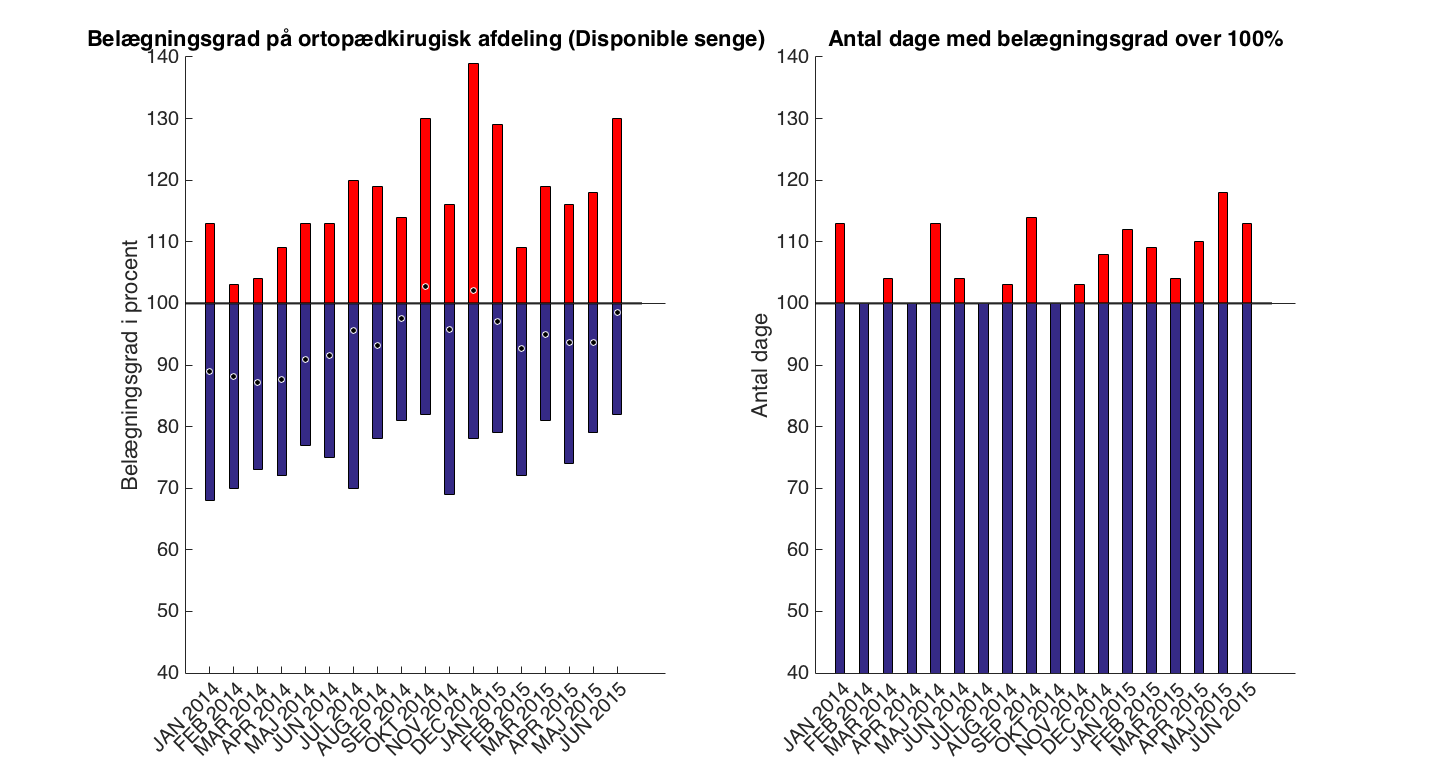 Belægningsgrad på ortopædkirugisk afdeling (Disponible senge)
Belægningsgrad i procent
140
130
120
110
100
90
80
70
60
50
40
JAN 2014
FEB 2014
MAR 2014
APR 2014
MAJ 2014
JUN 2014
JUL 2014
AUG 2014
SEP 2014
OKT 2014
NOV 2014
DEC 2014
JAN 2015
FEB 2015
MAR 2015
APR 2015
MAJ 2015
JUN 2015
Antal dage med belægningsgrad over 100%
Antal dage
140
130
120
110
100
90
80
70
60
50
40
JAN 2014
FEB 2014
MAR 2014
APR 2014
MAJ 2014
JUN 2014
JUL 2014
AUG 2014
SEP 2014
OKT 2014
NOV 2014
DEC 2014
JAN 2015
FEB 2015
MAR 2015
APR 2015
MAJ 2015
JUN 2015